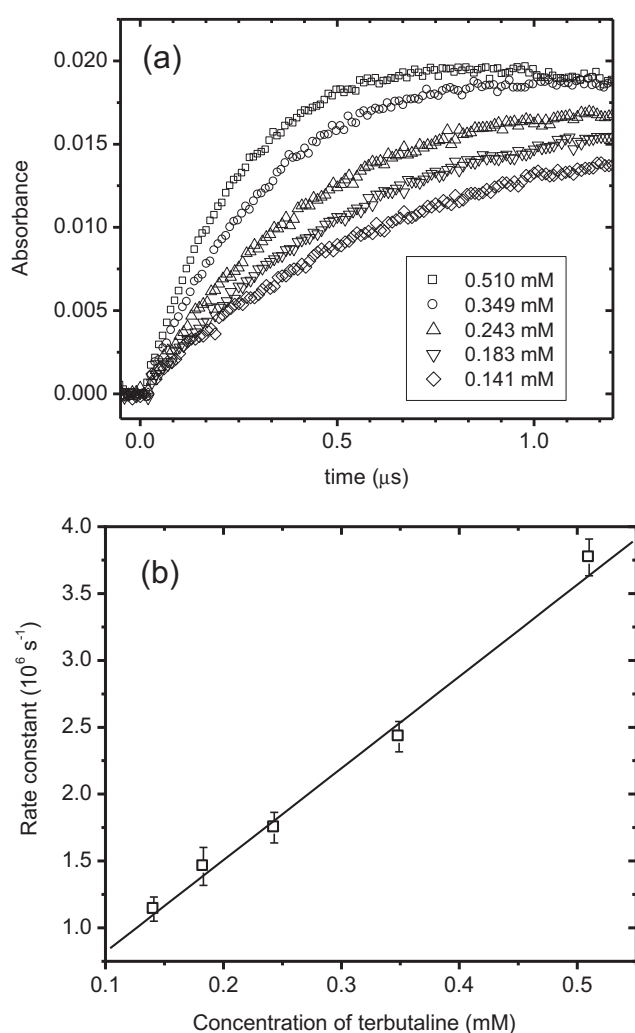 (a)
0.020
0.015
0.010
0.005
0.000
Absorbance
0.510 mM
0.349 mM
0.243 mM
0.183 mM
0.141 mM
0.0 0.5 1.0
time (μs)
(b)
4.0
3.5
3.0
2.5
2.0
1.5
1.0
Rate constant (10⁶ s⁻¹)
0.1 0.2 0.3 0.4 0.5
Concentration of terbutaline (mM)